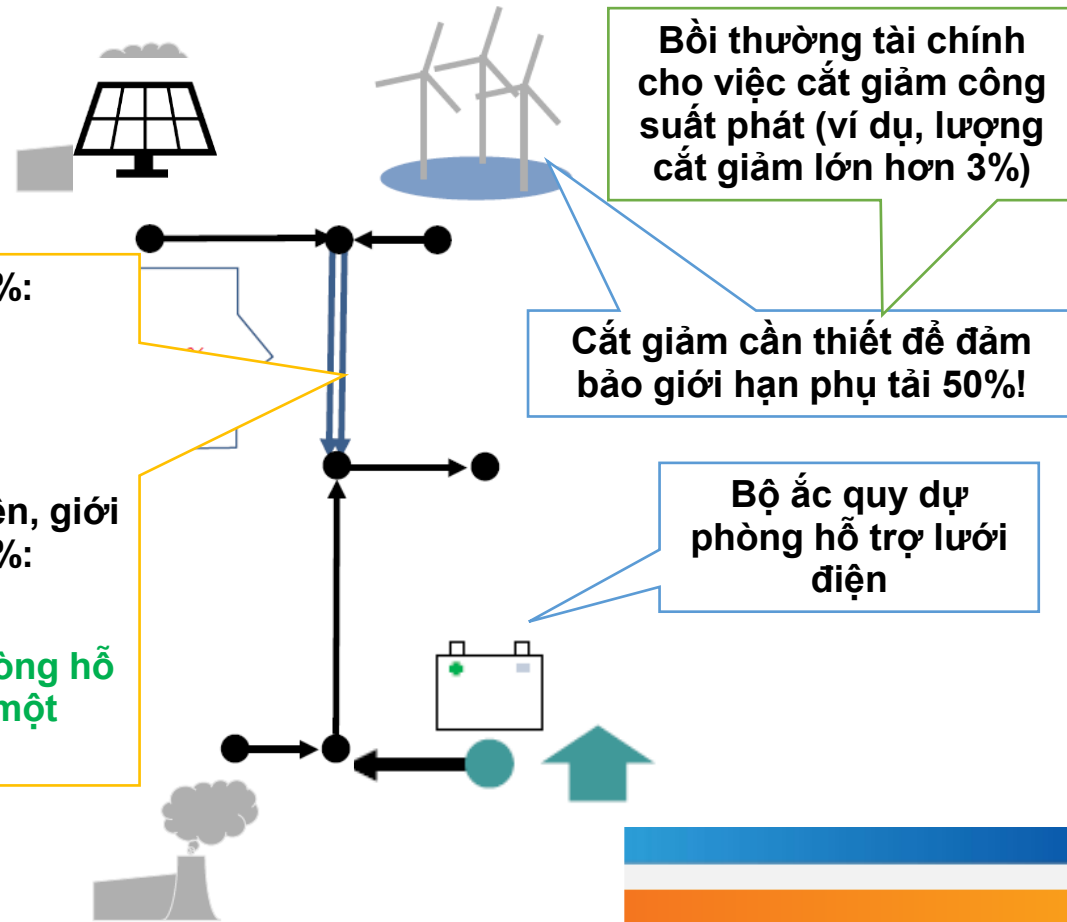 Bồi thường tài chính
cho việc cắt giảm công
suất phát (ví dụ, lượng
cắt giảm lớn hơn 3%)
%:
Cắt giảm cần thiết để đảm
bảo giới hạn phụ tải 50%!
Bộ ắc quy dự
phòng hỗ trợ lưới
điện
ện, giới
%:
òng hỗ
một